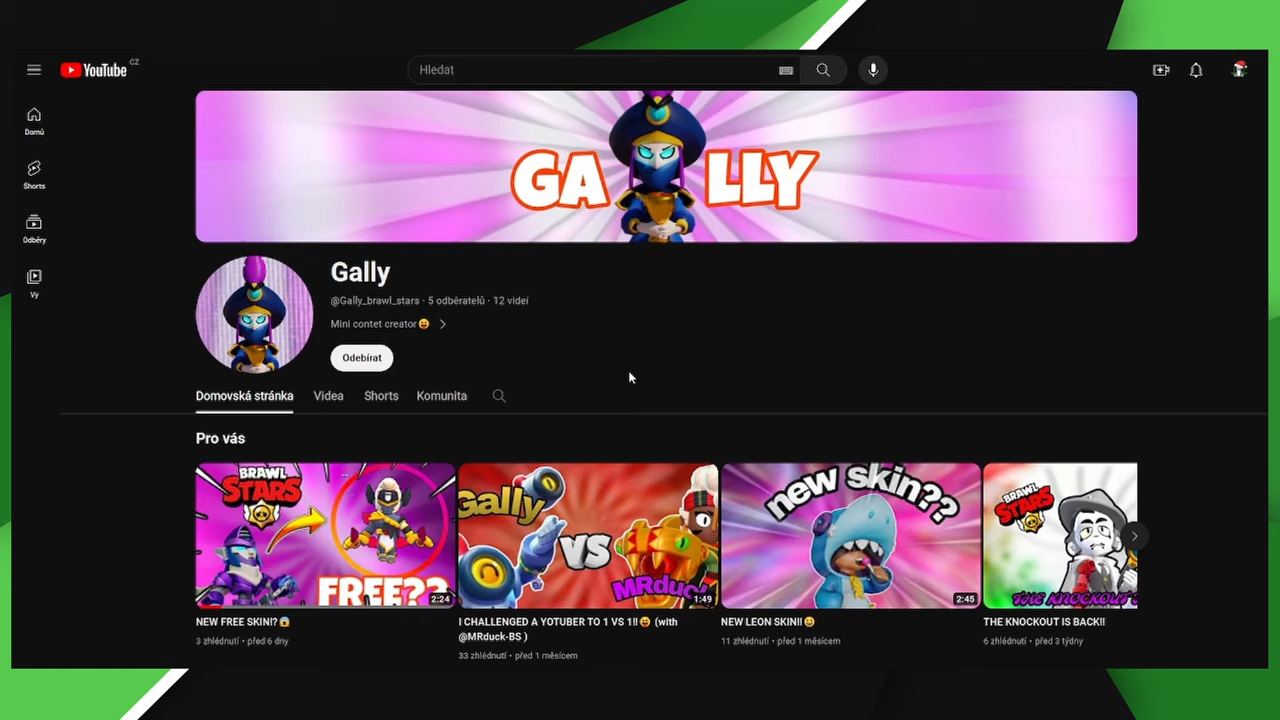 YouTube CZ
Hledat
Domů
Shorts
Odběry
Vy
GA LLY
Gally
@Gally_brawl_stars · 5 odběratelů · 12 videí
Mini contet creator😝
Odebírat
Domovská stránka
Videa
Shorts
Komunita
Pro vás
BRAWL
STARS
FREE??
2:24
Gally
VS
MRduck
1:49
new skin??
2:45
BRAWL
STARS
THE KNOCKOUT
NEW FREE SKIN!?😱
3 zhlédnutí • před 6 dny
I CHALLENGED A YOTUBER TO 1 VS 1!!😝 (with
@MRduck-BS )
33 zhlédnutí • před 1 měsícem
NEW LEON SKIN!!😆
11 zhlédnutí • před 1 měsícem
THE KNOCKOUT IS BACK!!
6 zhlédnutí • před 3 týdny